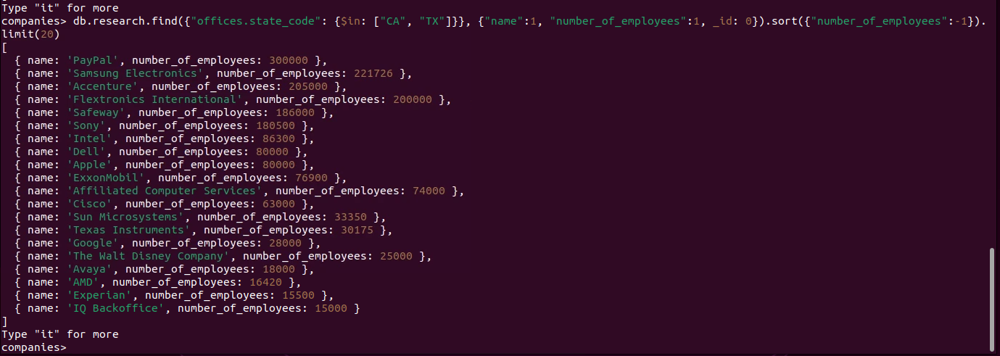 Type "it" for more
companies> db.research.find({"offices.state_code": {$in: ["CA", "TX"]}}, {"name":1, "number_of_employees":1, _id: 0}).sort({"number_of_employees":-1}).
limit(20)
[
  { name: 'PayPal', number_of_employees: 300000 },
  { name: 'Samsung Electronics', number_of_employees: 221726 },
  { name: 'Accenture', number_of_employees: 205000 },
  { name: 'Flextronics International', number_of_employees: 200000 },
  { name: 'Safeway', number_of_employees: 186000 },
  { name: 'Sony', number_of_employees: 180500 },
  { name: 'Intel', number_of_employees: 86300 },
  { name: 'Dell', number_of_employees: 80000 },
  { name: 'Apple', number_of_employees: 80000 },
  { name: 'ExxonMobil', number_of_employees: 76900 },
  { name: 'Affiliated Computer Services', number_of_employees: 74000 },
  { name: 'Cisco', number_of_employees: 63000 },
  { name: 'Sun Microsystems', number_of_employees: 33350 },
  { name: 'Texas Instruments', number_of_employees: 30175 },
  { name: 'Google', number_of_employees: 28000 },
  { name: 'The Walt Disney Company', number_of_employees: 25000 },
  { name: 'Avaya', number_of_employees: 18000 },
  { name: 'AMD', number_of_employees: 16420 },
  { name: 'Experian', number_of_employees: 15500 },
  { name: 'IQ Backoffice', number_of_employees: 15000 }
]
Type "it" for more
companies>